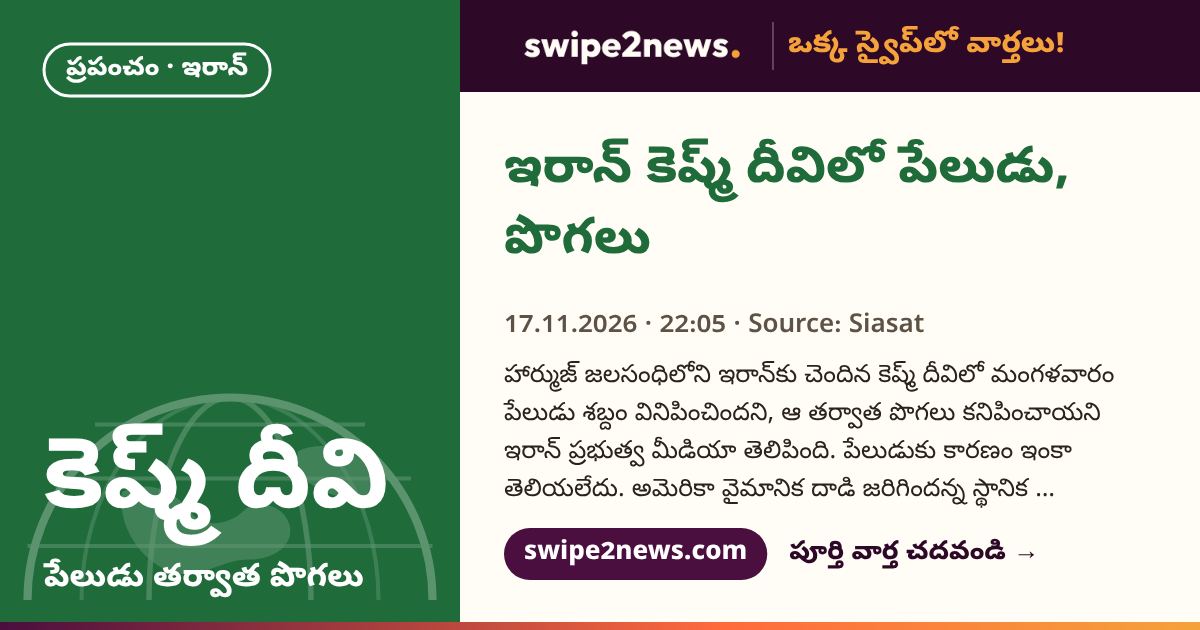 ప్రపంచం · ఇరాన్
కెష్మ్ దీవి
పేలుడు తర్వాత పొగలు
swipe2news.
ఒక్క స్వైప్‌లో వార్తలు!
ఇరాన్ కెష్మ్ దీవిలో పేలుడు,
పొగలు
17.11.2026 · 22:05 · Source: Siasat
హార్ముజ్ జలసంధిలోని ఇరాన్‌కు చెందిన కెష్మ్ దీవిలో మంగళవారం
పేలుడు శబ్దం వినిపించిందని, ఆ తర్వాత పొగలు కనిపించాయని
ఇరాన్ ప్రభుత్వ మీడియా తెలిపింది. పేలుడుకు కారణం ఇంకా
తెలియలేదు. అమెరికా వైమానిక దాడి జరిగిందన్న స్థానిక ...
swipe2news.com
పూర్తి వార్త చదవండి →